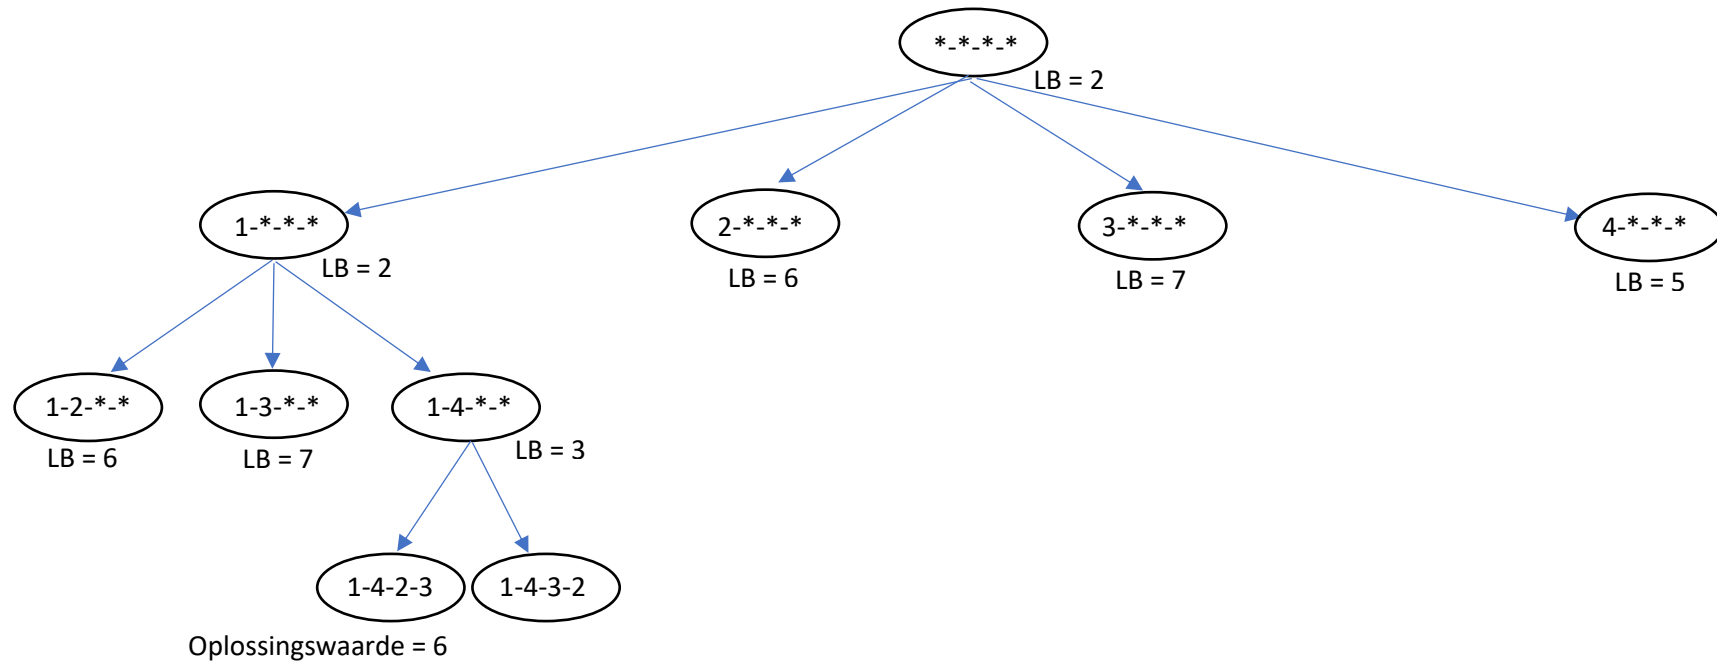 *-*-*-*
LB = 2
1-*-*-*
LB = 2
2-*-*-*
LB = 6
3-*-*-*
LB = 7
4-*-*-*
LB = 5
1-2-*-*
LB = 6
1-3-*-*
LB = 7
1-4-*-*
LB = 3
1-4-2-3
1-4-3-2
Oplossingswaarde = 6